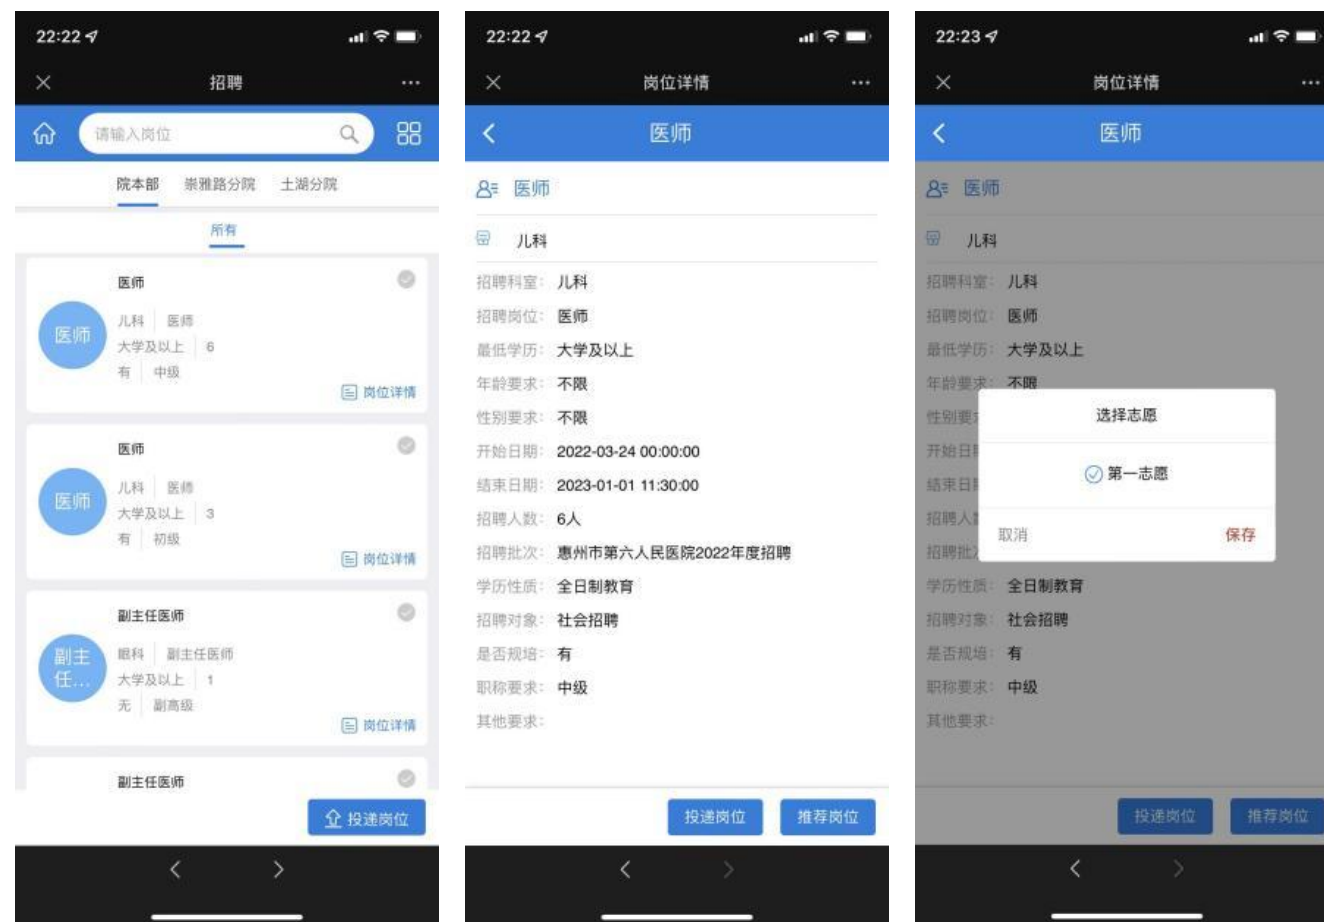 22:22
招聘
请输入岗位
院本部 崇雅路分院 土湖分院
所有
医师
医师
儿科 医师
大学及以上 6
有 中级
岗位详情
医师
医师
儿科 医师
大学及以上 3
有 初级
岗位详情
副主任医师
副主
任...
眼科 副主任医师
大学及以上 1
无 副高级
岗位详情
副主任医师
投递岗位
22:22
岗位详情
医师
医师
儿科
招聘科室: 儿科
招聘岗位: 医师
最低学历: 大学及以上
年龄要求: 不限
性别要求: 不限
开始日期: 2022-03-24 00:00:00
结束日期: 2023-01-01 11:30:00
招聘人数: 6人
招聘批次: 惠州市第六人民医院2022年度招聘
学历性质: 全日制教育
招聘对象: 社会招聘
是否规培: 有
职称要求: 中级
其他要求:
投递岗位 推荐岗位
22:23
岗位详情
医师
医师
儿科
招聘科室: 儿科
招聘岗位: 医师
最低学历: 大学及以上
年龄要求: 不限
性别要
开始日
结束日
招聘人
招聘批
选择志愿
第一志愿
取消 保存
学历性质: 全日制教育
招聘对象: 社会招聘
是否规培: 有
职称要求: 中级
其他要求:
投递岗位 推荐岗位